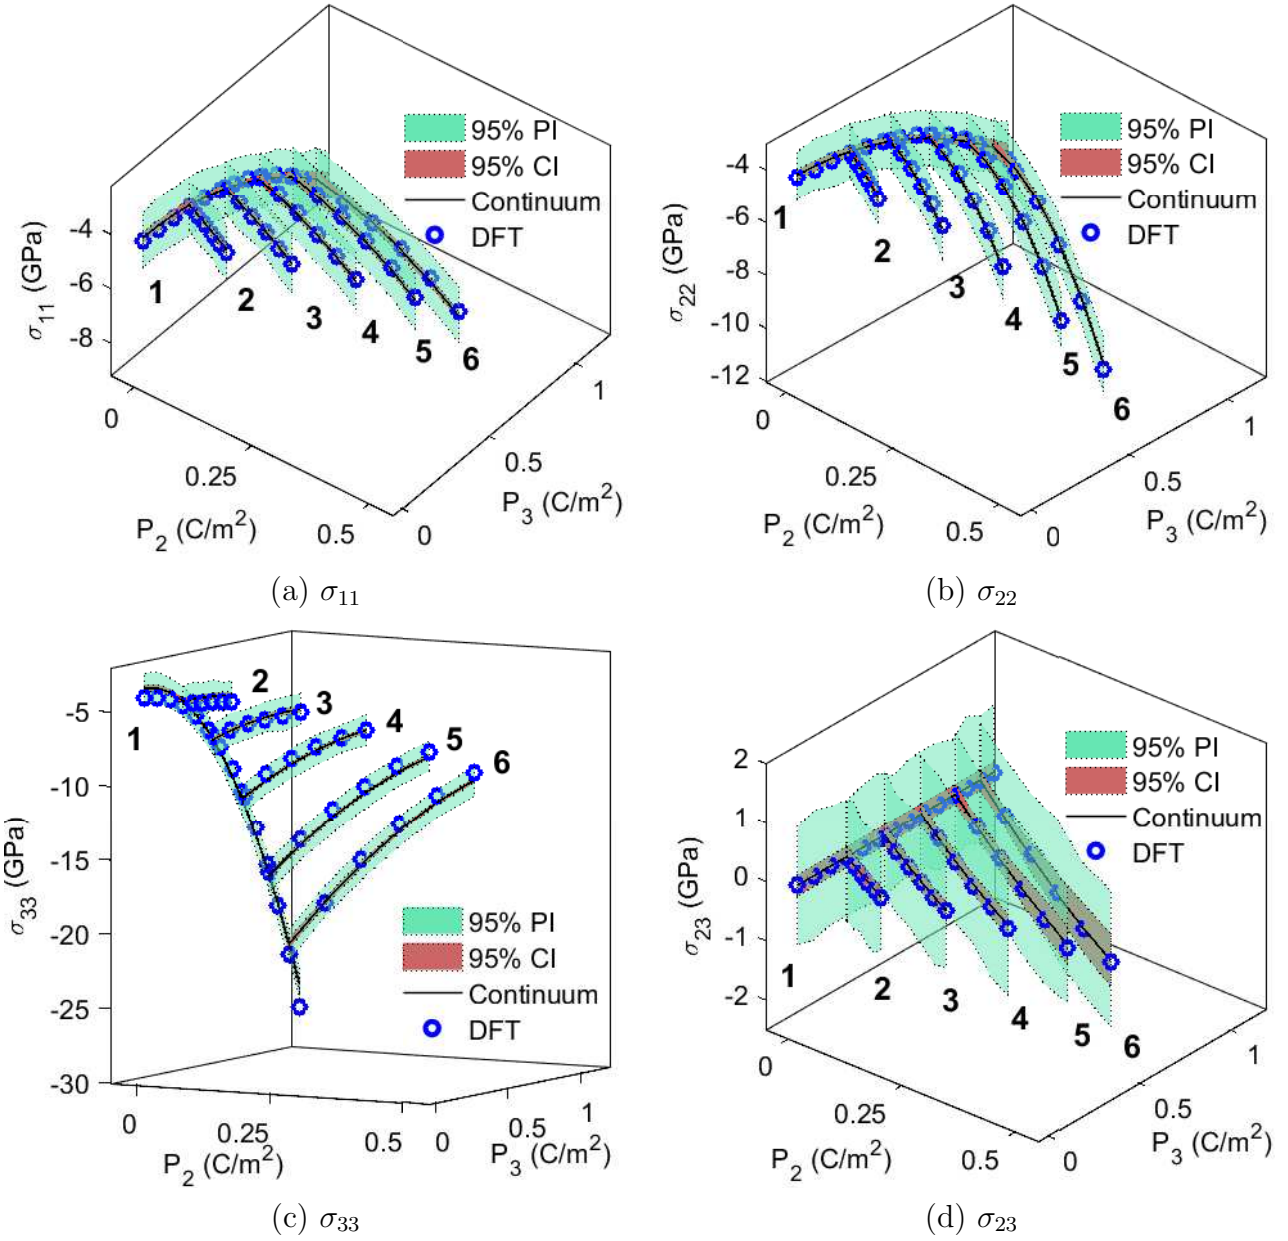 95% PI
95% CI
Continuum
DFT
-4
-6
-8
σ11 (GPa)
1
2
3
4
5
6
0
0.25
0.5
P2 (C/m²)
0
0.5
1
P3 (C/m²)
(a) σ11
95% PI
95% CI
Continuum
DFT
-4
-6
-8
-10
-12
σ22 (GPa)
1
2
3
4
5
6
0
0.25
0.5
P2 (C/m²)
0
0.5
1
P3 (C/m²)
(b) σ22
-5
-10
-15
-20
-25
-30
σ33 (GPa)
1
2
3
4
5
6
95% PI
95% CI
Continuum
DFT
0
0.25
0.5
P2 (C/m²)
0
0.5
1
P3 (C/m²)
(c) σ33
95% PI
95% CI
Continuum
DFT
2
1
0
-1
-2
σ23 (GPa)
1
2
3
4
5
6
0
0.25
0.5
P2 (C/m²)
0
0.5
1
P3 (C/m²)
(d) σ23